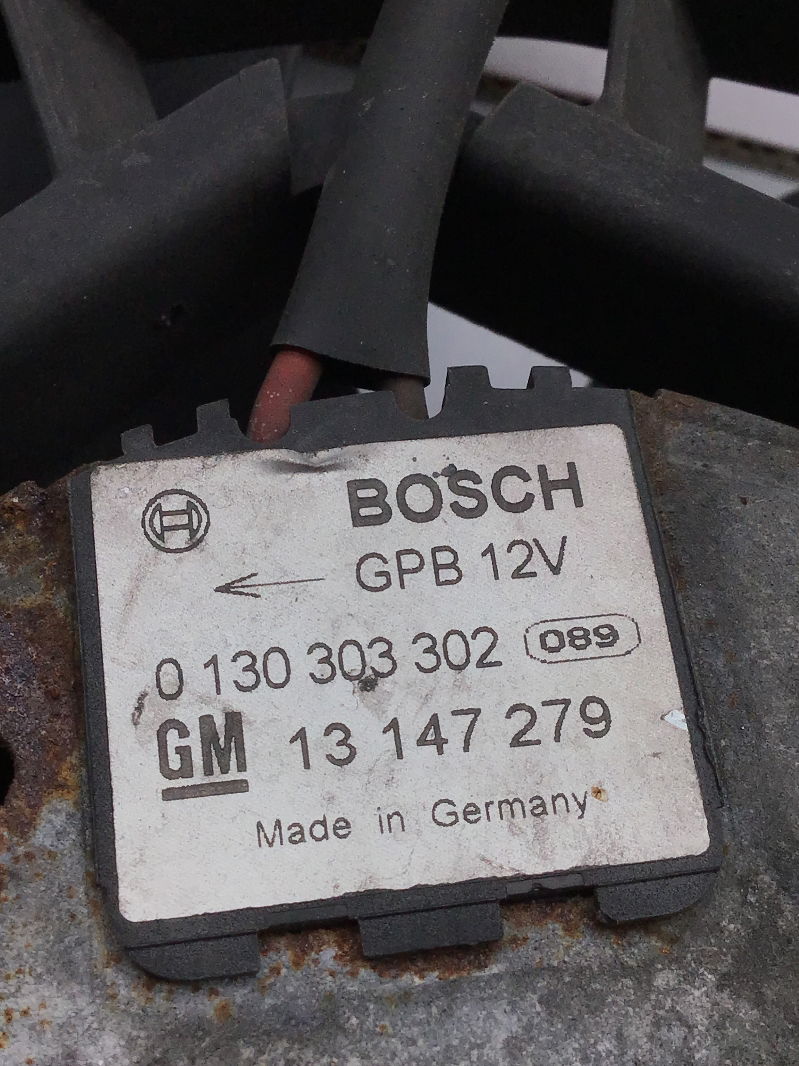 BOSCH
GPB 12V
0 130 303 302 089
GM 13 147 279
Made in Germany